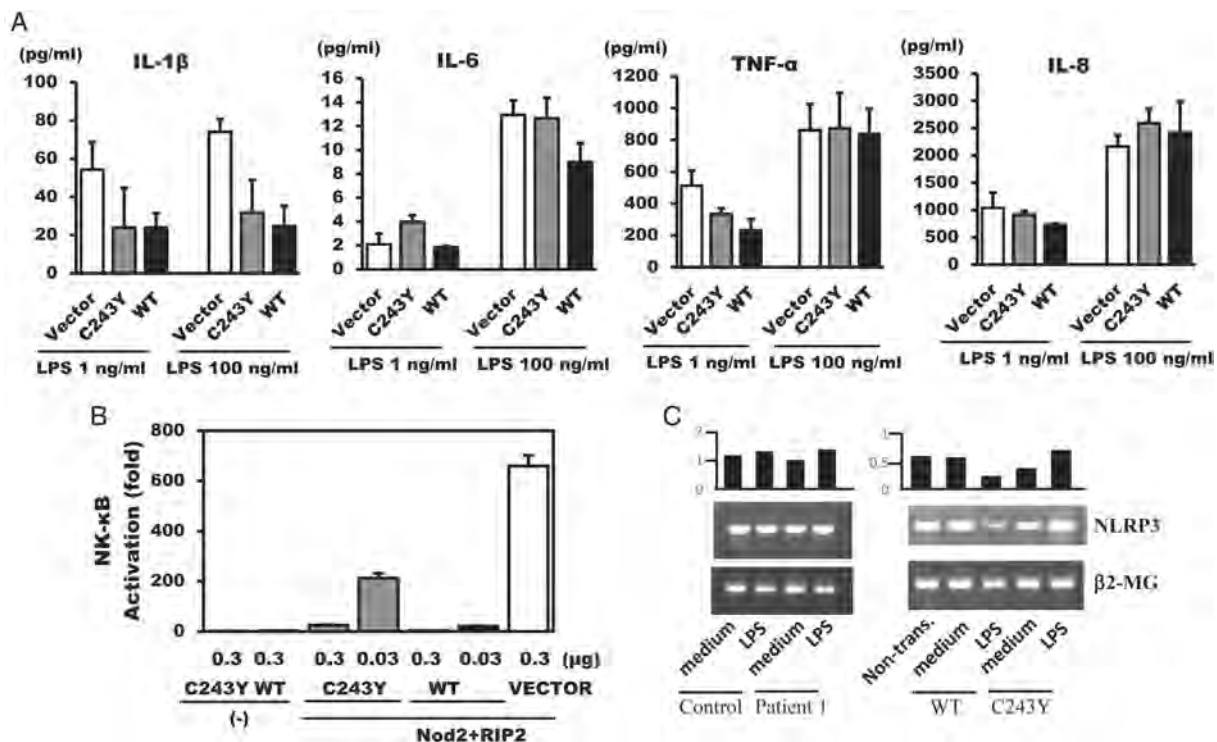 A
(pg/ml)
IL-1β
100
80
60
40
20
0
Vector
C243Y
WT
Vector
C243Y
WT
LPS 1 ng/ml
LPS 100 ng/ml
(pg/ml)
IL-6
16
14
12
10
8
6
4
2
0
Vector
C243Y
WT
Vector
C243Y
WT
LPS 1 ng/ml
LPS 100 ng/ml
(pg/ml)
TNF-α
1200
1000
800
600
400
200
0
Vector
C243Y
WT
Vector
C243Y
WT
LPS 1 ng/ml
LPS 100 ng/ml
(pg/ml)
IL-8
3500
3000
2500
2000
1500
1000
500
0
Vector
C243Y
WT
Vector
C243Y
WT
LPS 1 ng/ml
LPS 100 ng/ml
B
NK-κB
Activation (fold)
800
600
400
200
0
0.3 0.3 0.3 0.03 0.3 0.03 0.3 (μg)
C243Y WT C243Y WT VECTOR
(-)
Nod2+RIP2
C
2
1
0
1
0.5
0
NLRP3
β2-MG
medium
LPS
medium
LPS
Control Patient 1
Non-trans.
medium
LPS
medium
LPS
WT C243Y